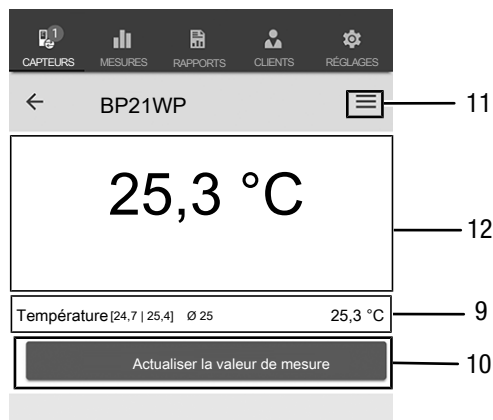 1
CAPTEURS MESURES RAPPORTS CLIENTS RÉGLAGES
BP21WP
11
25,3 °C
12
Température [24,7 | 25,4] Ø 25 25,3 °C
9
Actualiser la valeur de mesure
10